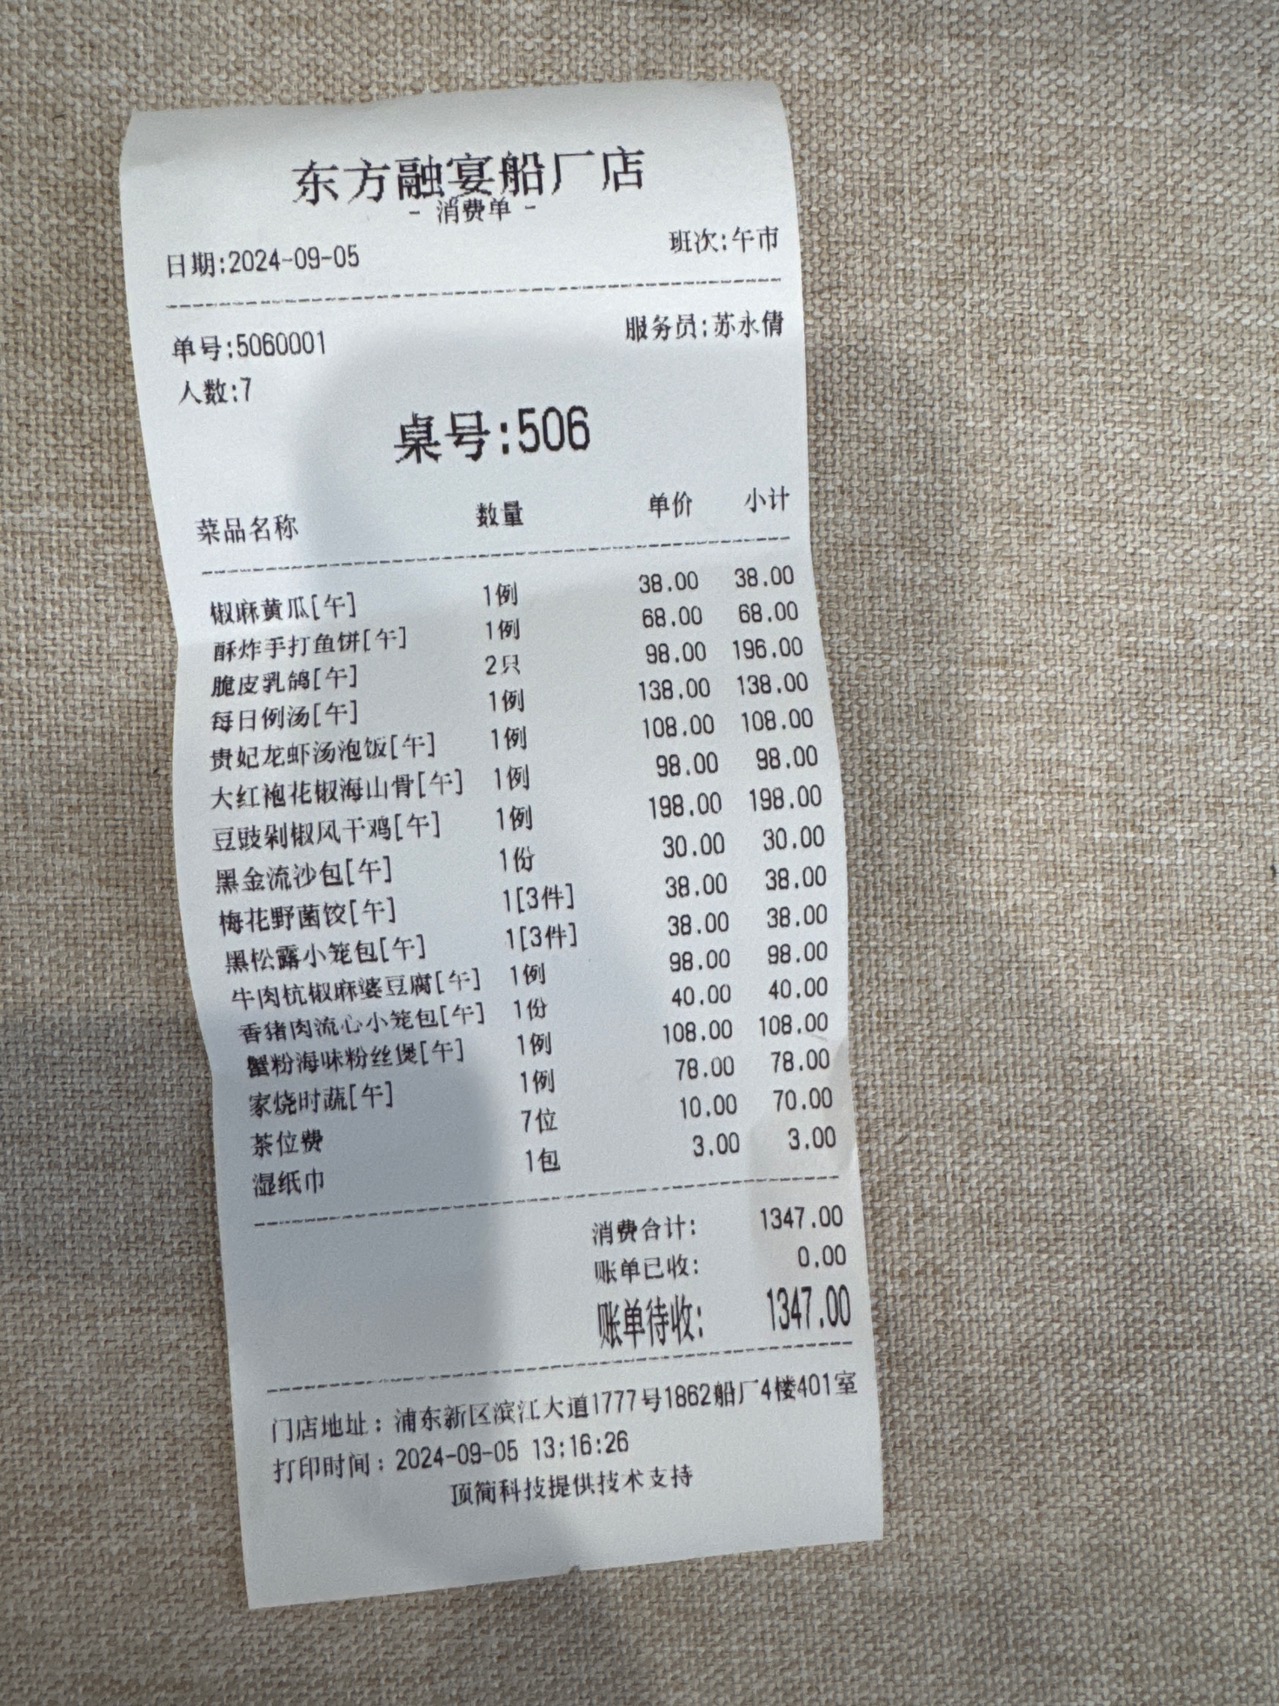 东方融宴船厂店
- 消费单 -
日期:2024-09-05 班次:午市
单号:5060001 服务员:苏永倩
人数:7
桌号:506
菜品名称 数量 单价 小计
椒麻黄瓜[午] 1例 38.00 38.00
酥炸手打鱼饼[午] 1例 68.00 68.00
脆皮乳鸽[午] 2只 98.00 196.00
每日例汤[午] 1例 138.00 138.00
贵妃龙虾汤泡饭[午] 1例 108.00 108.00
大红袍花椒海山骨[午] 1例 98.00 98.00
豆豉剁椒风干鸡[午] 1例 198.00 198.00
黑金流沙包[午] 1份 30.00 30.00
梅花野菌饺[午] 1[3件] 38.00 38.00
黑松露小笼包[午] 1[3件] 38.00 38.00
牛肉杭椒麻婆豆腐[午] 1例 98.00 98.00
香猪肉流心小笼包[午] 1份 40.00 40.00
蟹粉海味粉丝煲[午] 1例 108.00 108.00
家烧时蔬[午] 1例 78.00 78.00
茶位费 7位 10.00 70.00
湿纸巾 1包 3.00 3.00
消费合计: 1347.00
账单已收: 0.00
账单待收: 1347.00
门店地址：浦东新区滨江大道1777号1862船厂4楼401室
打印时间：2024-09-05 13:16:26
顶简科技提供技术支持